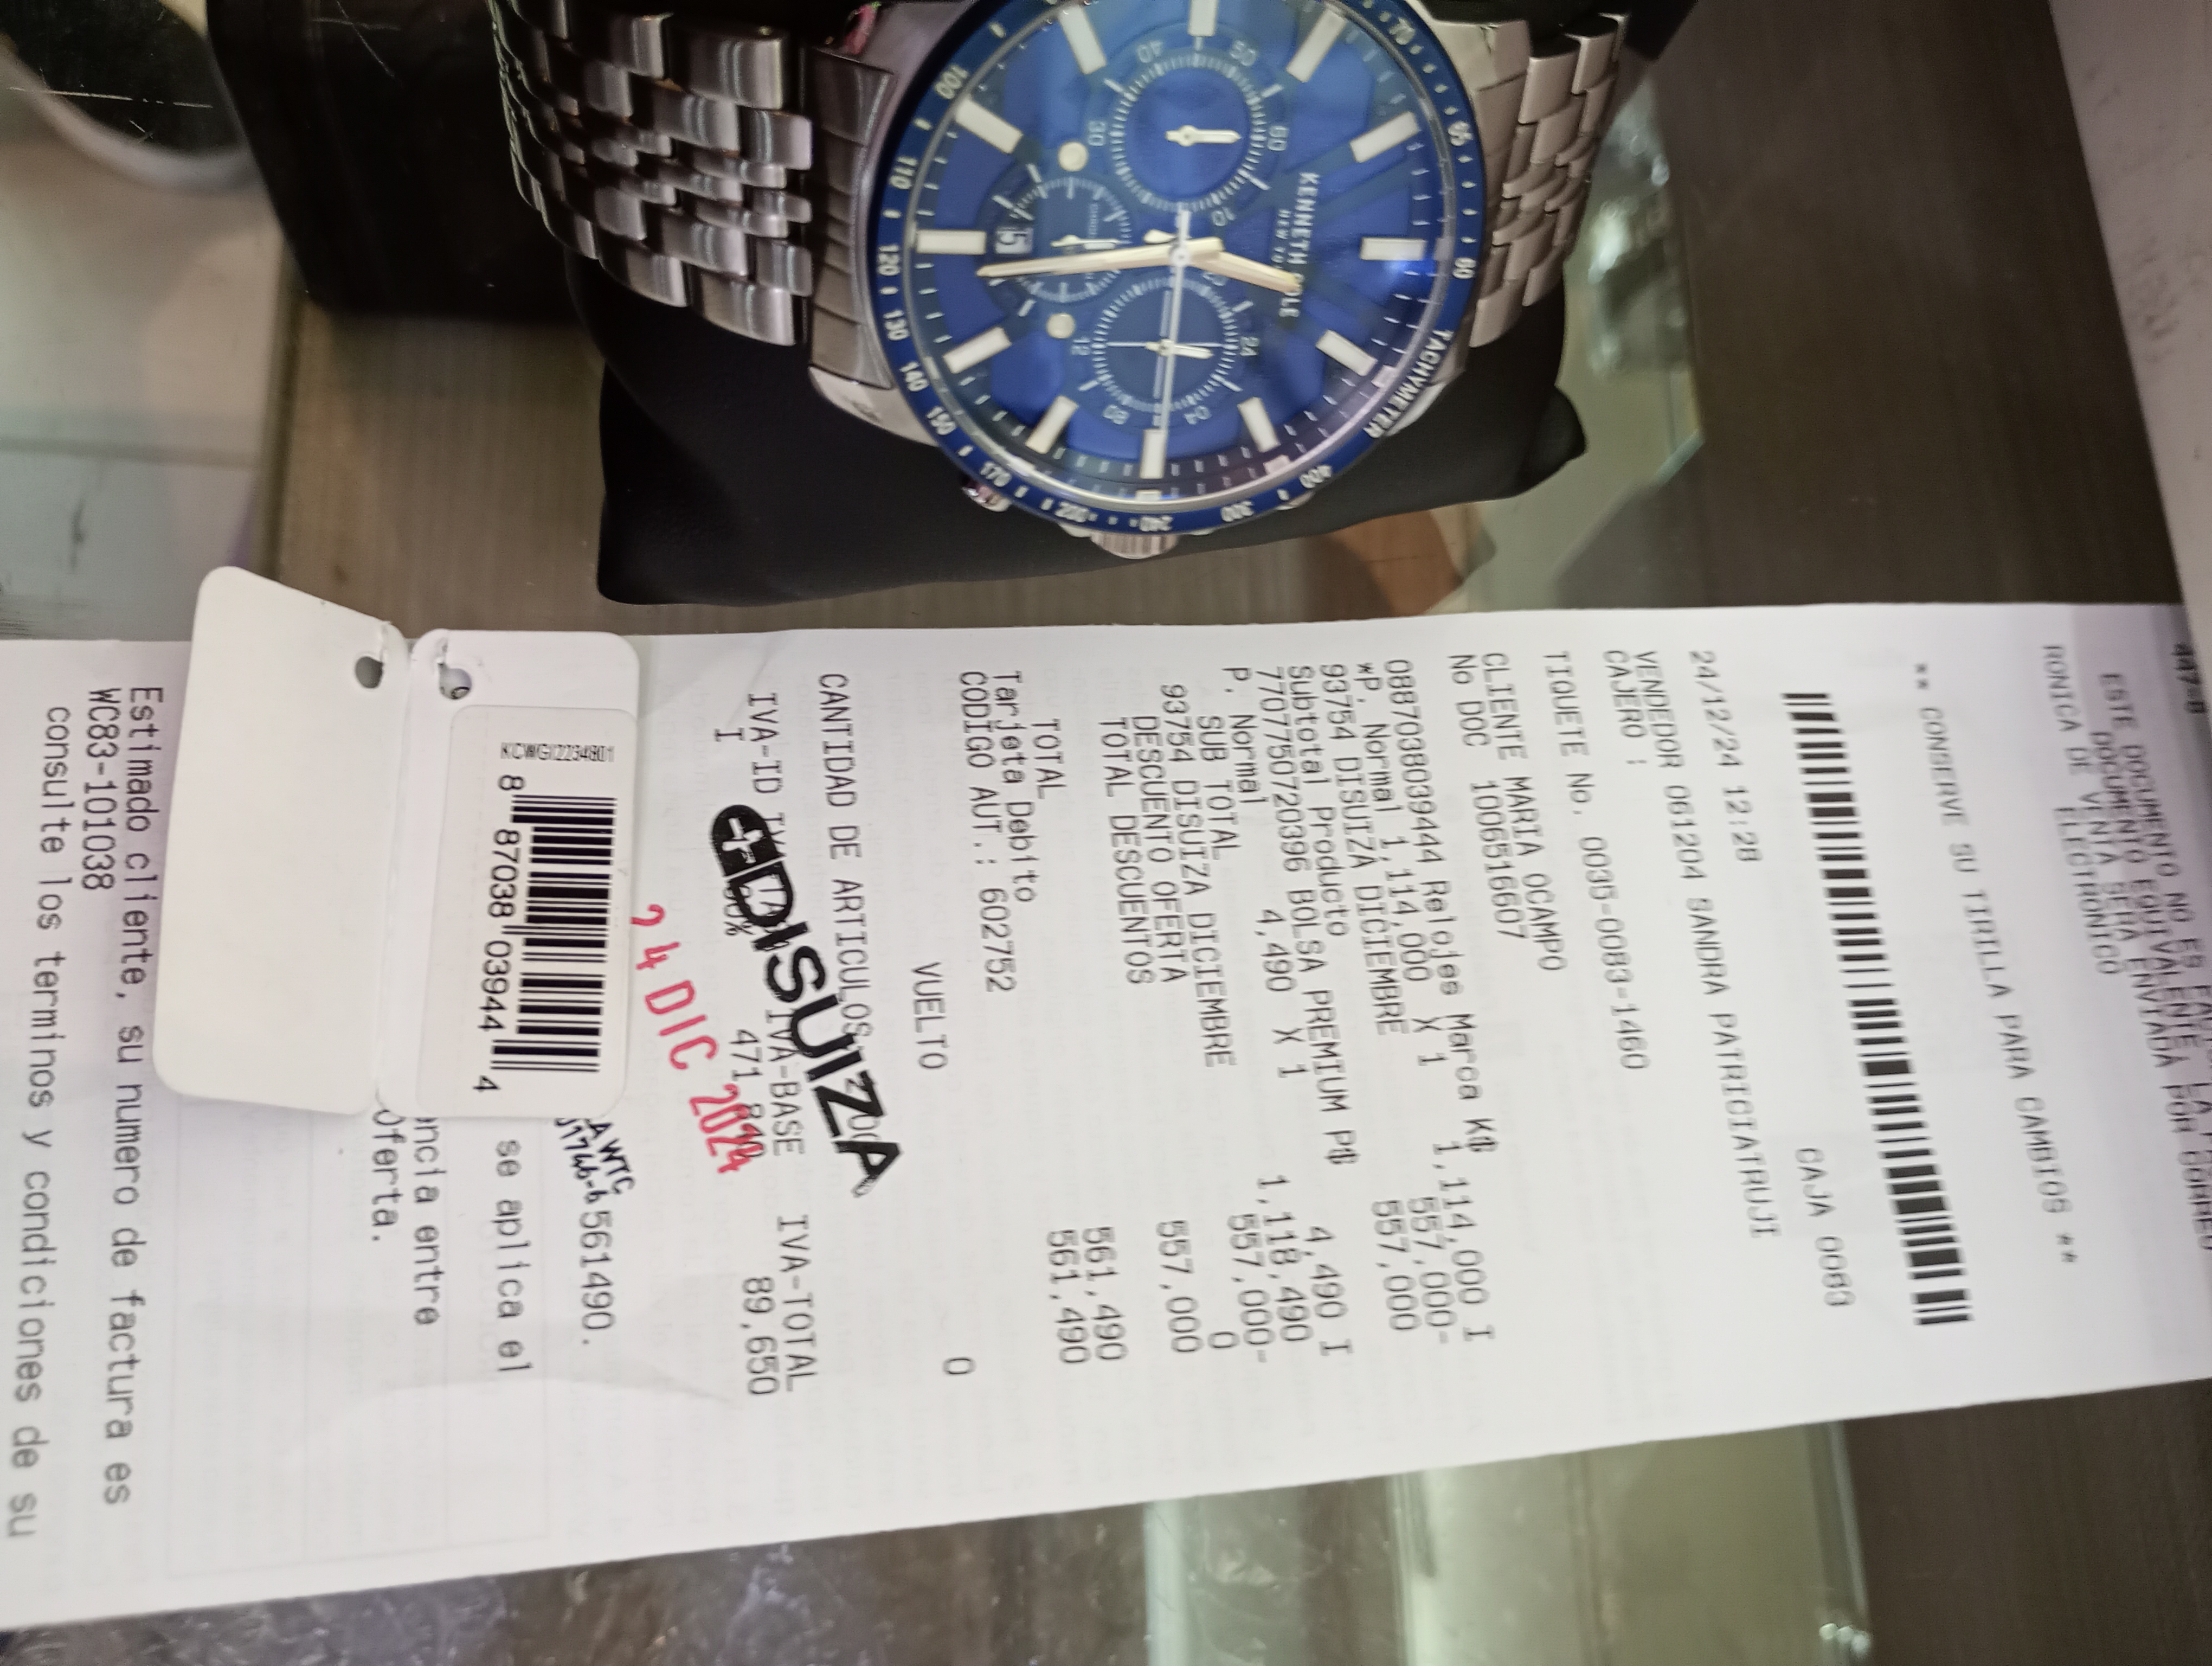 KENNETH COLE
TACHYMETER
ESTE DOCUMENTO NO ES
DOCUMENTO EQUIVALENTE LA
DE VENTA SERA ENVIADA POR CORREO
ELECTRONICO
** CONSERVE SU TIRILLA PARA CAMBIOS **
CAJA 0083
24/12/24 12:28
VENDEDOR 061204 SANDRA PATRICIATRUJI
CAJERO :
TIQUETE No. 0035-0083-1460
CLIENTE MARIA OCAMPO
No DOC 1006516607
0887038039444 Relojes Marca K$ 1,114,000 I
*P. Normal 1,114,000 X 1 557,000-
93754 DISUIZA DICIEMBRE 557,000
Subtotal Producto
7707750720396 BOLSA PREMIUM P$ 4,490 I
P. Normal 4,490 X 1
SUB TOTAL 1,118,490
93754 DISUIZA DICIEMBRE 557,000-
DESCUENTO OFERTA 0
TOTAL DESCUENTOS 557,000
TOTAL 561,490
Tarjeta Debito 561,490
CODIGO AUT.: 602752
VUELTO 0
CANTIDAD DE ARTICULOS
IVA-ID IVA-BASE IVA-TOTAL
I 89,650
DISUIZA
24 DIC 2024
AWTC
561490.
se aplica el
entre
Oferta.
KCWGI2234801
8 87038 03944 4
Estimado cliente, su numero de factura es
WC83-101038
consulte los terminos y condiciones de su